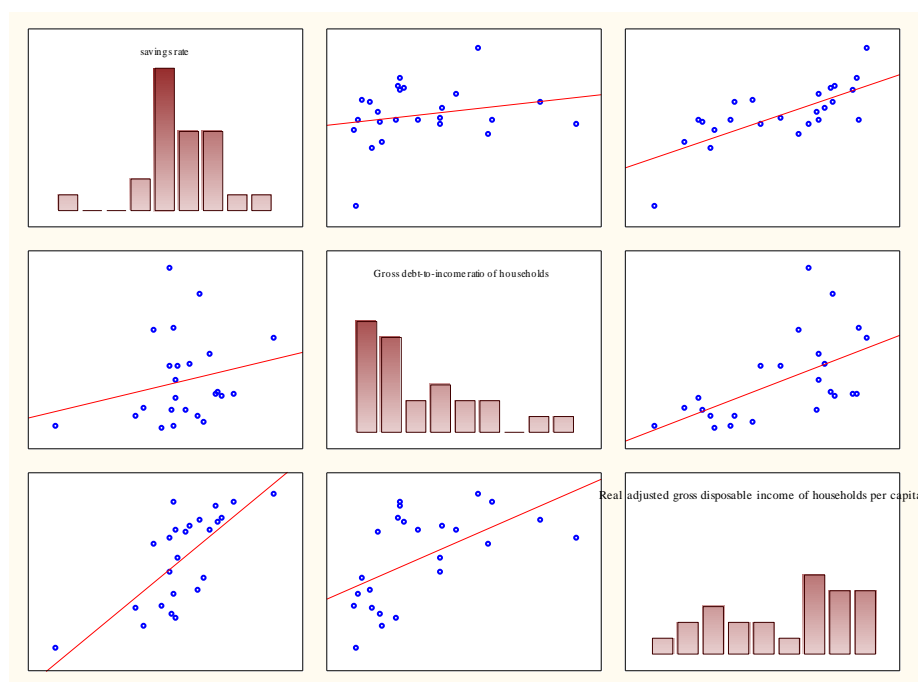 savings rate
Gross debt-to-income ratio of households
Real adjusted gross disposable income of households per capita